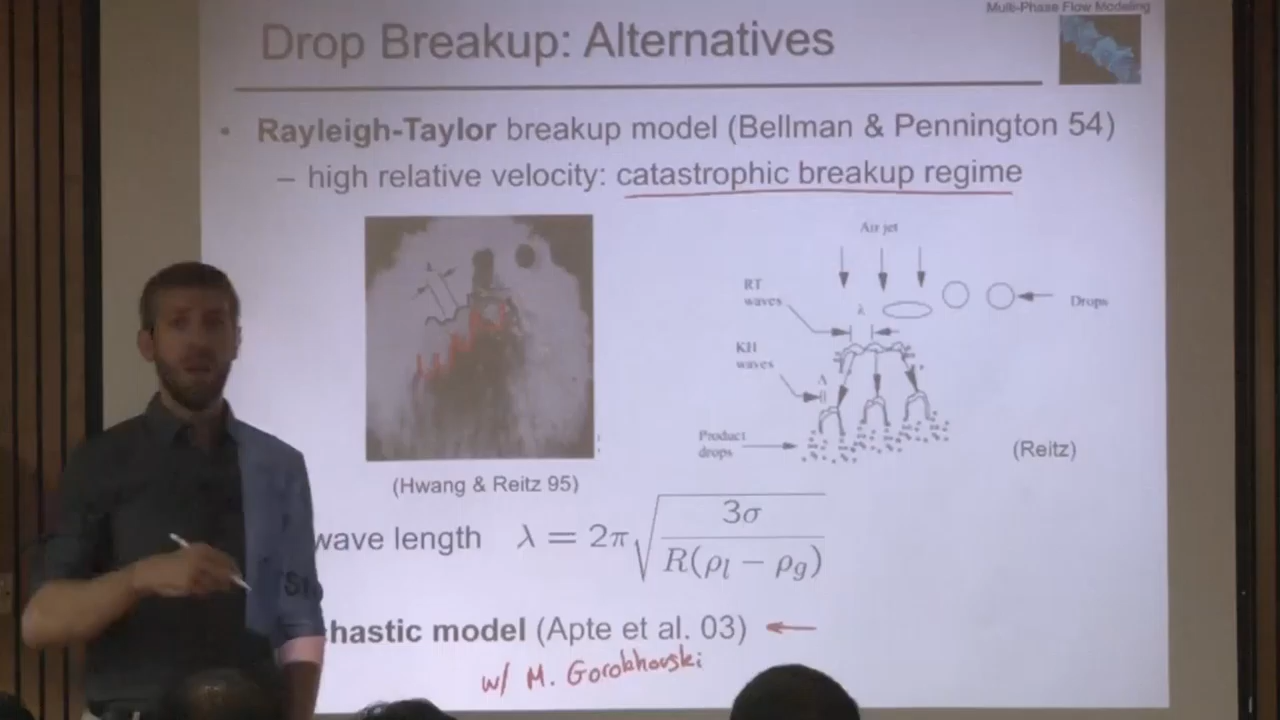 Multi-Phase Flow Modeling
Drop Breakup: Alternatives
• Rayleigh-Taylor breakup model (Bellman & Pennington 54)
– high relative velocity: catastrophic breakup regime
Air jet
RT
waves
λ
Drops
KH
waves
Λ
Product
drops
(Reitz)
(Hwang & Reitz 95)
wave length λ = 2π√(3σ / R(ρl − ρg))
hastic model (Apte et al. 03) ←
w/ M. Gorokhovski